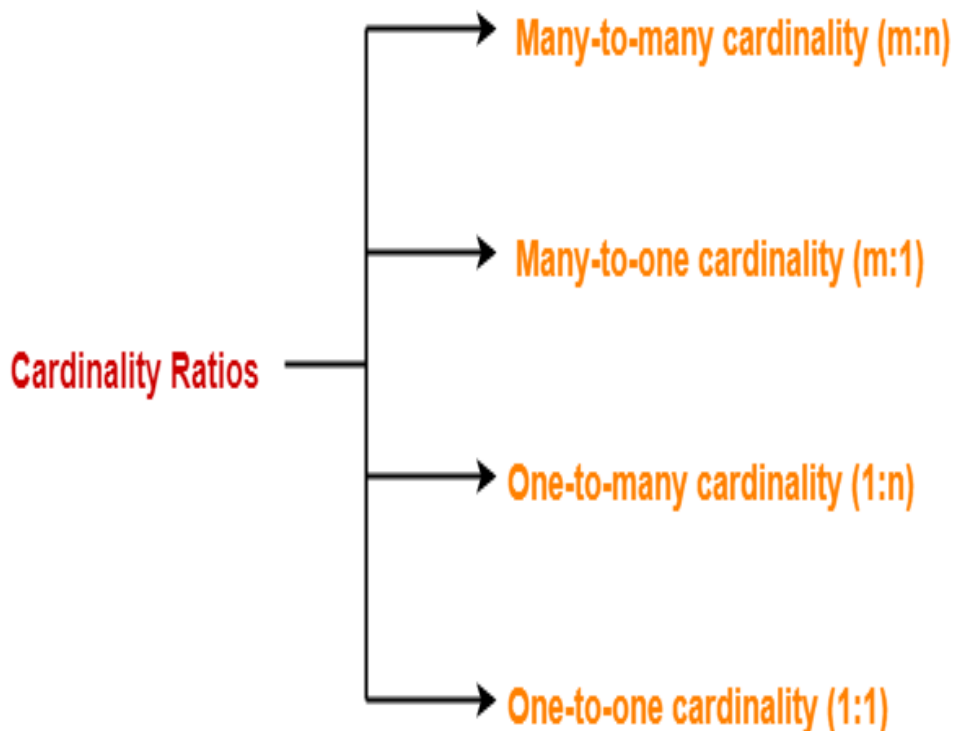 Many-to-many cardinality (m:n)
Many-to-one cardinality (m:1)
Cardinality Ratios
One-to-many cardinality (1:n)
One-to-one cardinality (1:1)